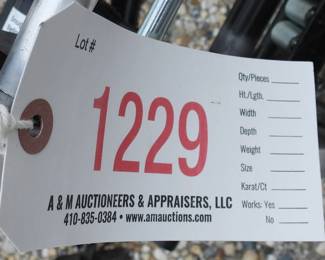 Lot #
1229
Qty/Pieces
Ht./Lgth.
Width
Depth
Weight
Size
Karat/Ct
Works: Yes
No
A & M AUCTIONEERS & APPRAISERS, LLC
410-835-0384 • www.amauctions.com